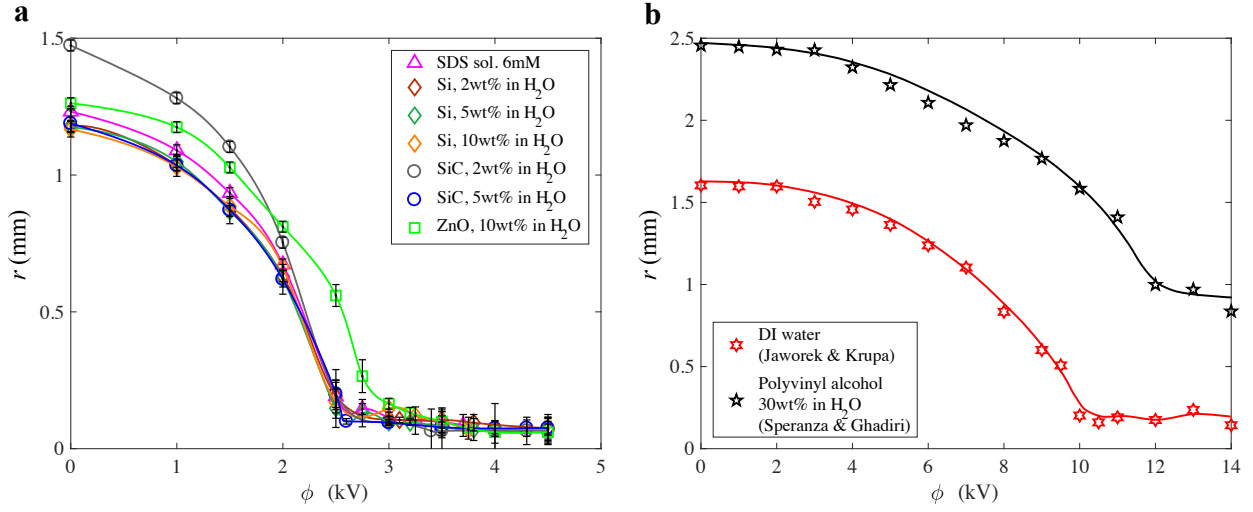 a
1.5
1
0.5
0
r (mm)
0
1
2
3
4
5
ϕ (kV)
SDS sol. 6mM
Si, 2wt% in H2O
Si, 5wt% in H2O
Si, 10wt% in H2O
SiC, 2wt% in H2O
SiC, 5wt% in H2O
ZnO, 10wt% in H2O
b
2.5
2
1.5
1
0.5
0
r (mm)
0
2
4
6
8
10
12
14
ϕ (kV)
DI water
(Jaworek & Krupa)
Polyvinyl alcohol
30wt% in H2O
(Speranza & Ghadiri)